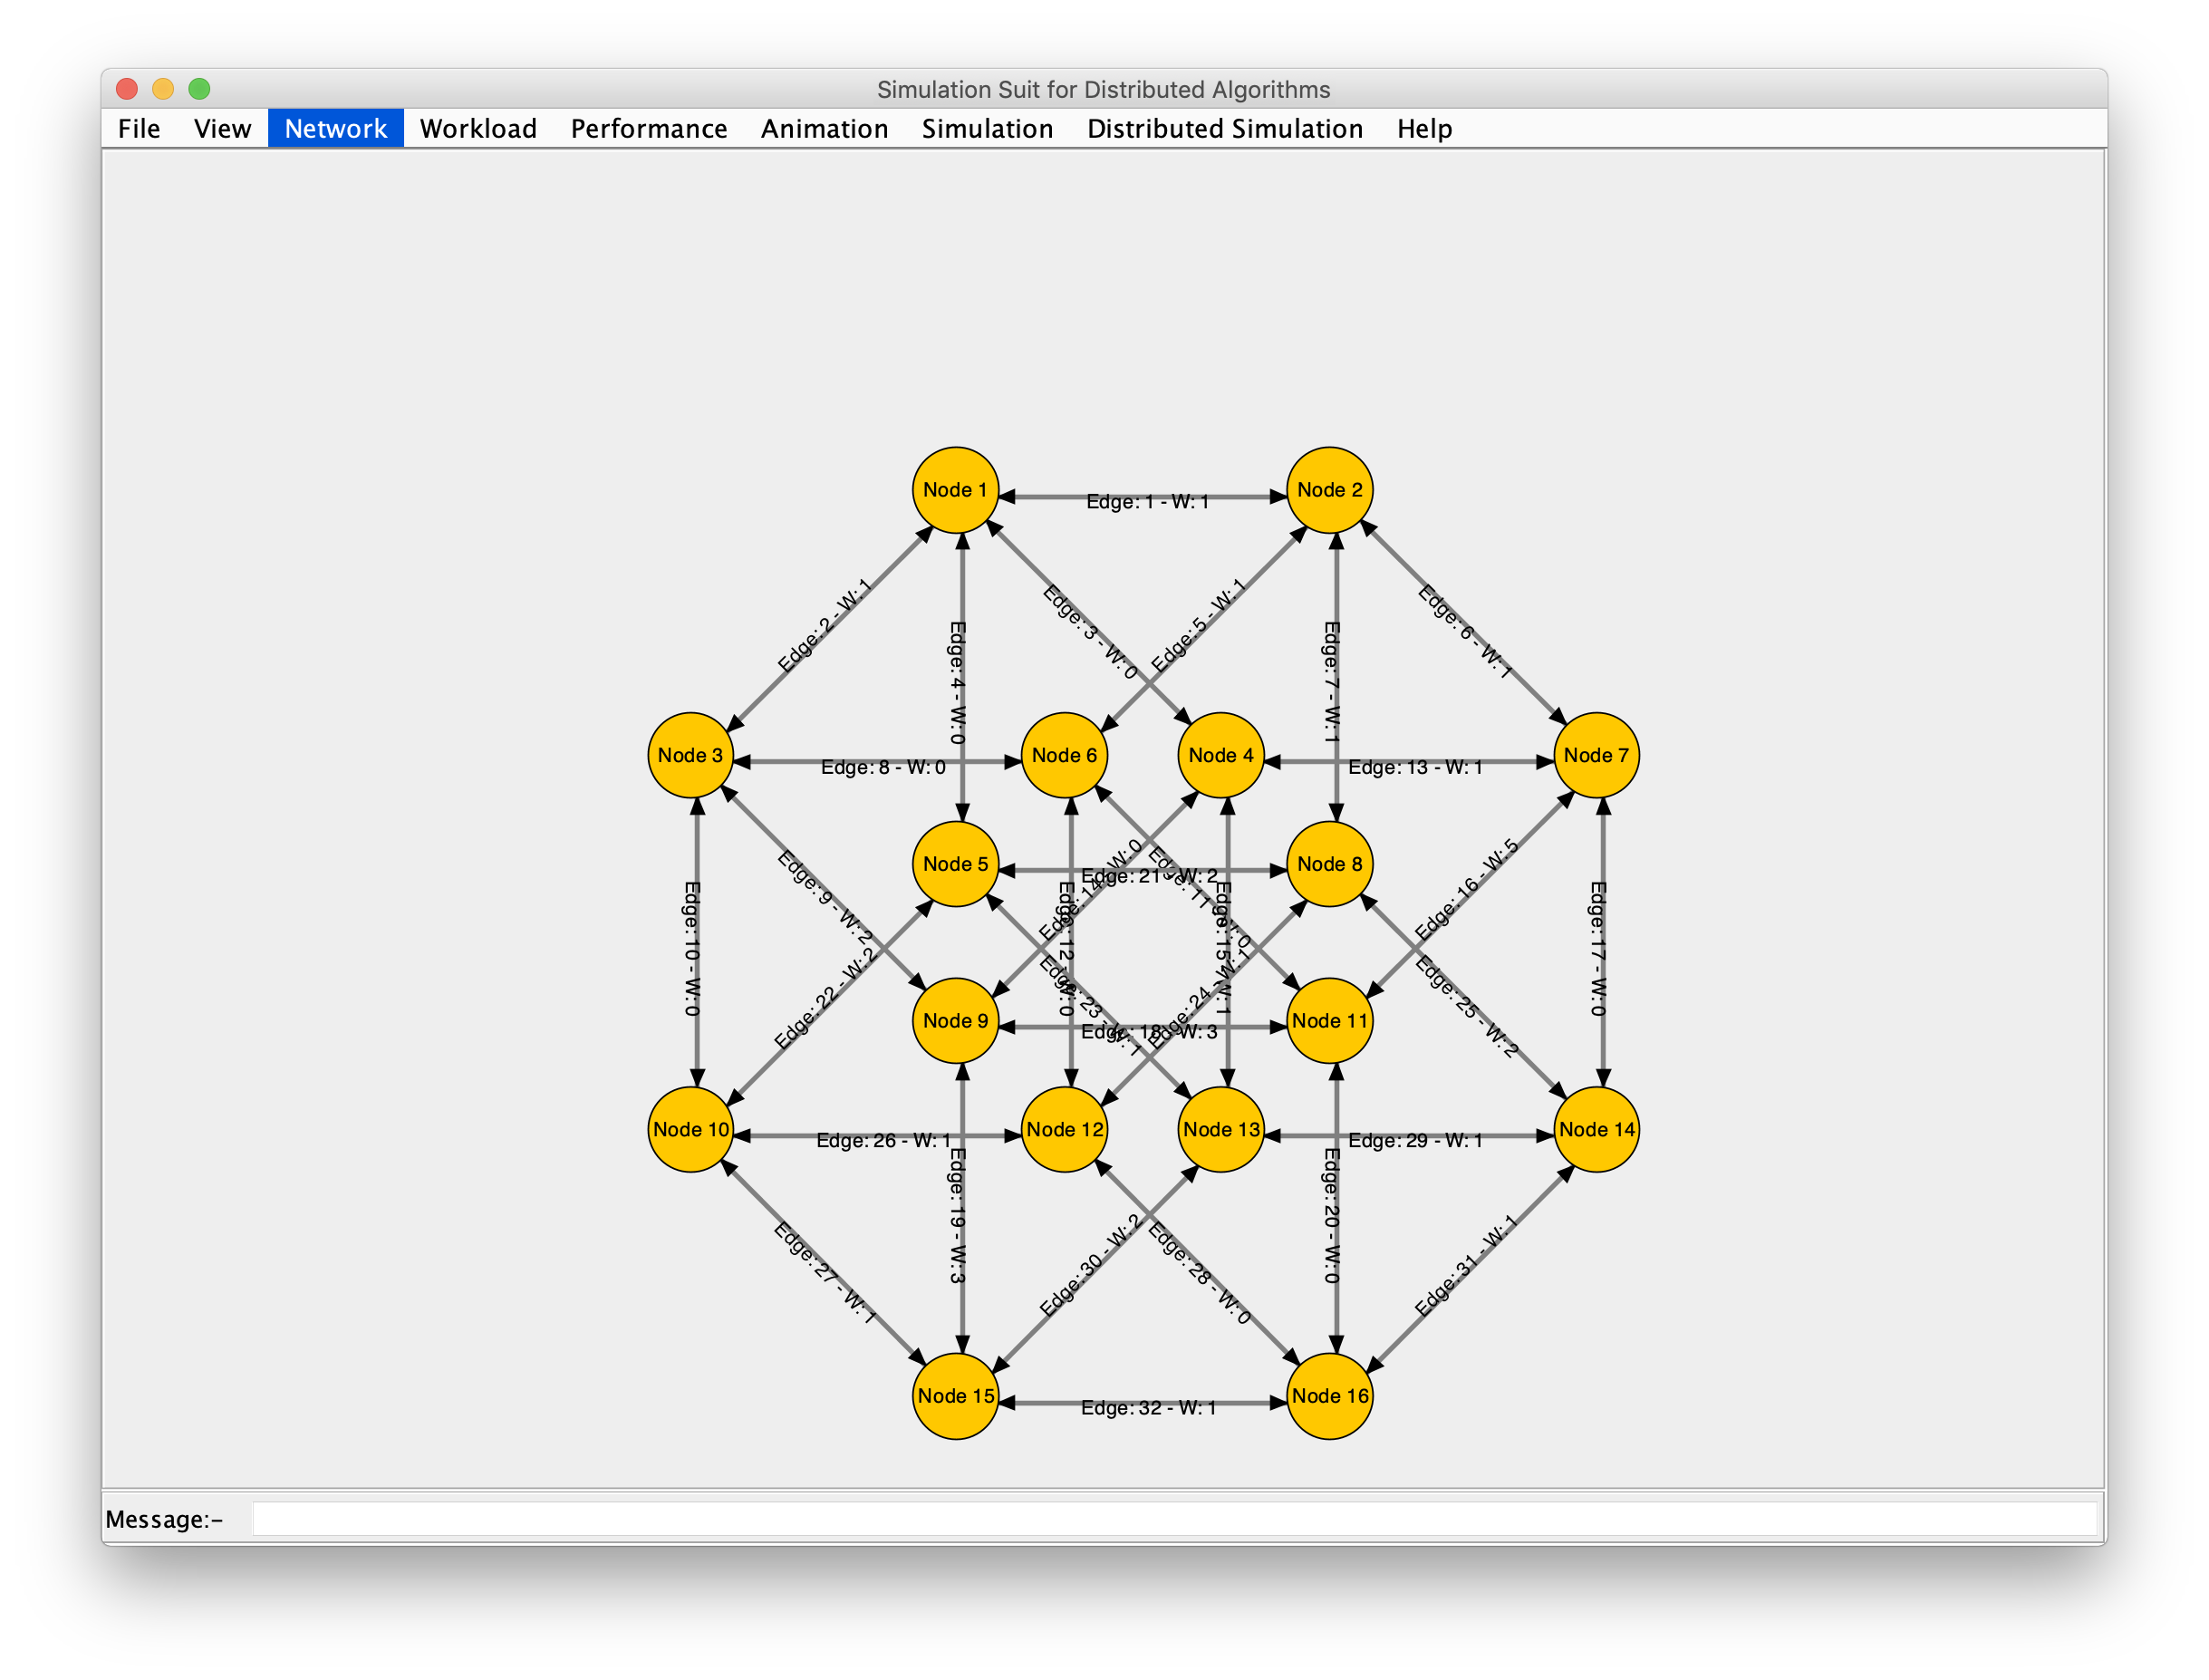 Simulation Suit for Distributed Algorithms
File View Network Workload Performance Animation Simulation Distributed Simulation Help
Node 1
Edge: 1 - W: 1
Node 2
Edge: 2 - W: 1
Edge: 4 - W: 0
Edge: 3 - W: 0
Edge: 5 - W: 1
Edge: 7 - W: 1
Edge: 6 - W: 1
Node 3
Edge: 8 - W: 0
Node 6
Node 4
Edge: 13 - W: 1
Node 7
Node 5
Edge: 21 - W: 2
Node 8
Edge: 10 - W: 0
Edge: 9 - W: 2
Edge: 22 - W: 2
Edge: 14 - W: 0
Edge: 12 - W: 0
Edge: 11 - W: 0
Edge: 15 - W: 1
Edge: 23 - W: 1
Edge: 24 - W: 1
Edge: 16 - W: 5
Edge: 25 - W: 2
Edge: 17 - W: 0
Node 9
Edge: 18 - W: 3
Node 11
Node 10
Edge: 26 - W: 1
Node 12
Node 13
Edge: 29 - W: 1
Node 14
Edge: 27 - W: 1
Edge: 19 - W: 3
Edge: 30 - W: 2
Edge: 28 - W: 0
Edge: 20 - W: 0
Edge: 31 - W: 1
Node 15
Edge: 32 - W: 1
Node 16
Message:-